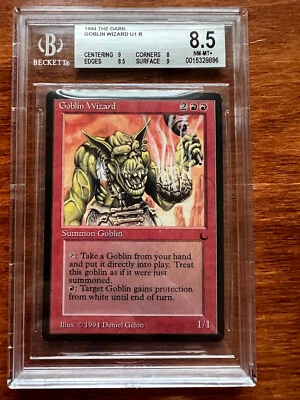 BECKETT
1994 THE DARK
GOBLIN WIZARD U1 R
CENTERING 9 CORNERS 8
EDGES 8.5 SURFACE 9
8.5
NM-MT+
0015328896
Goblin Wizard 2
Summon Goblin
: Take a Goblin from your hand
and put it directly into play. Treat
this goblin as if it were just
summoned.
: Target Goblin gains protection
from white until end of turn.
Illus. © 1994 Daniel Gelon 1/1